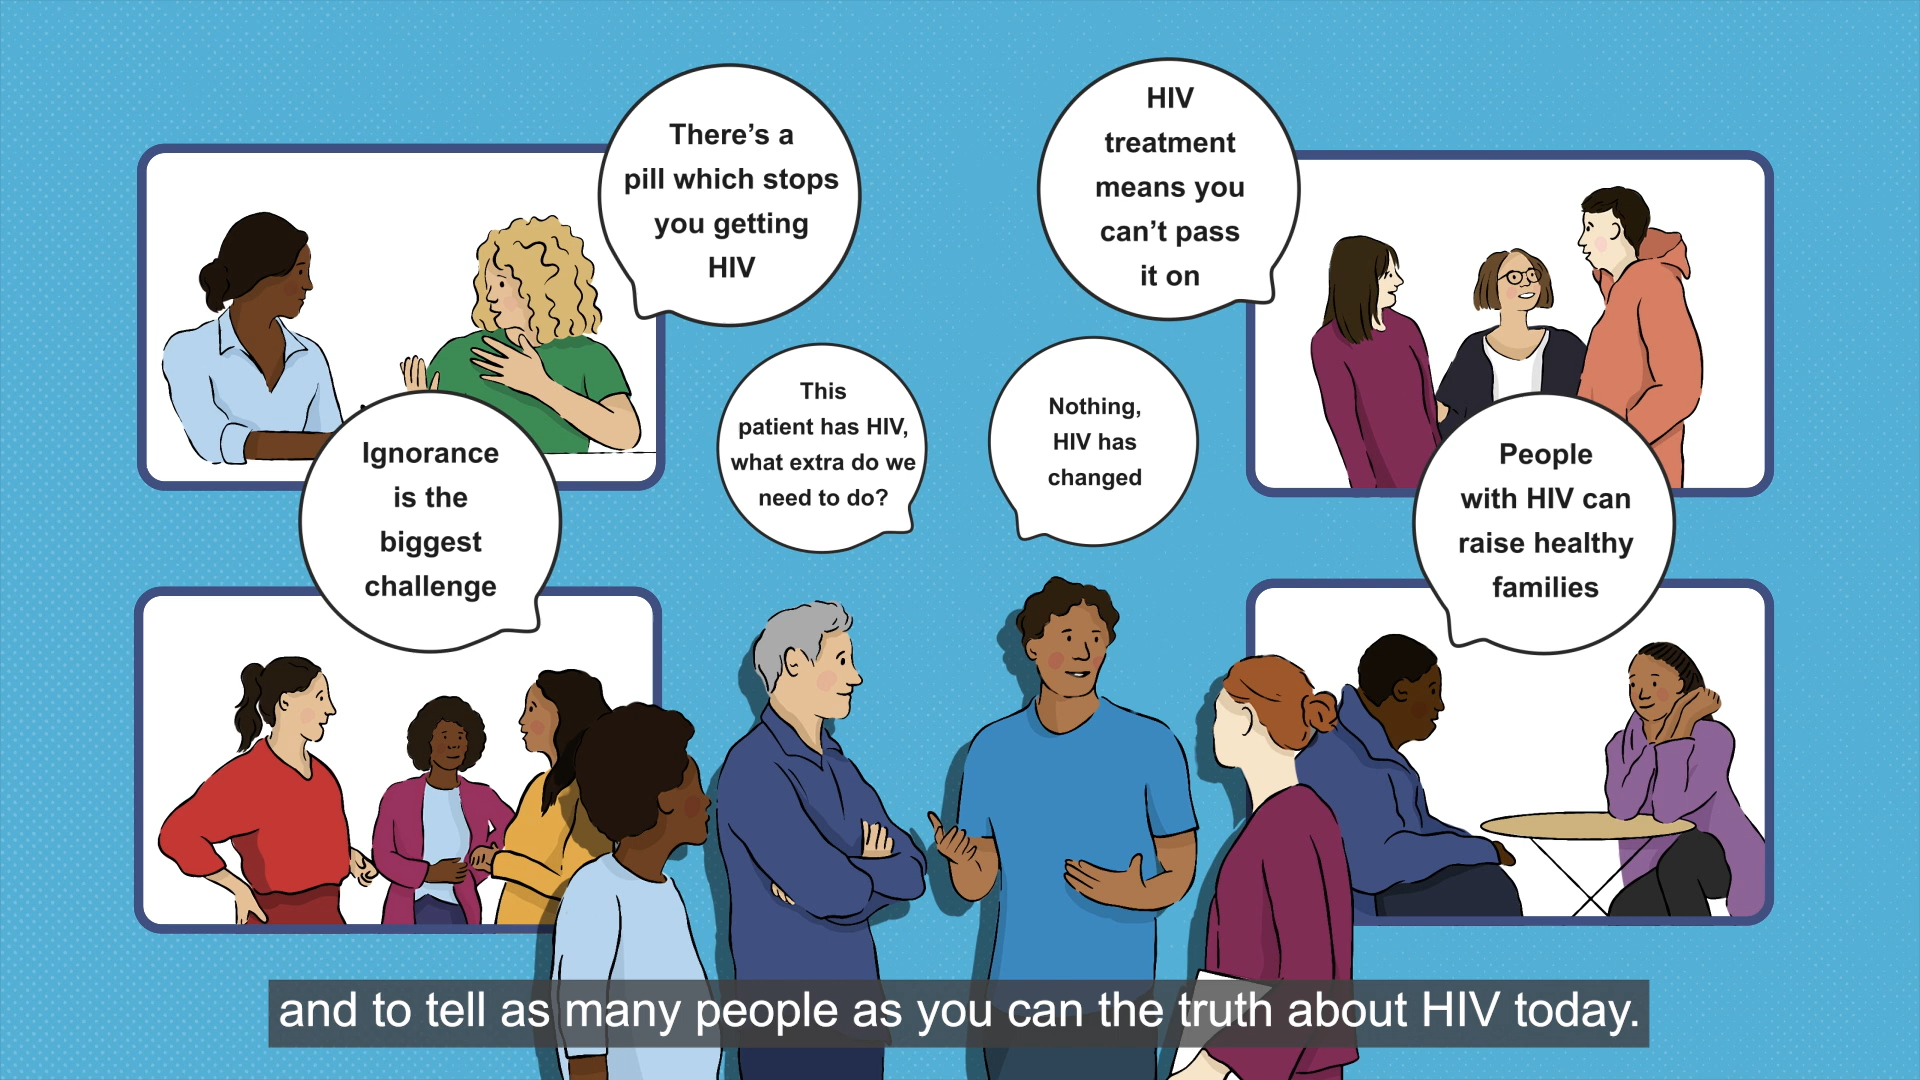 There’s a
pill which stops
you getting
HIV
HIV
treatment
means you
can’t pass
it on
This
patient has HIV,
what extra do we
need to do?
Nothing,
HIV has
changed
Ignorance
is the
biggest
challenge
People
with HIV can
raise healthy
families
and to tell as many people as you can the truth about HIV today.